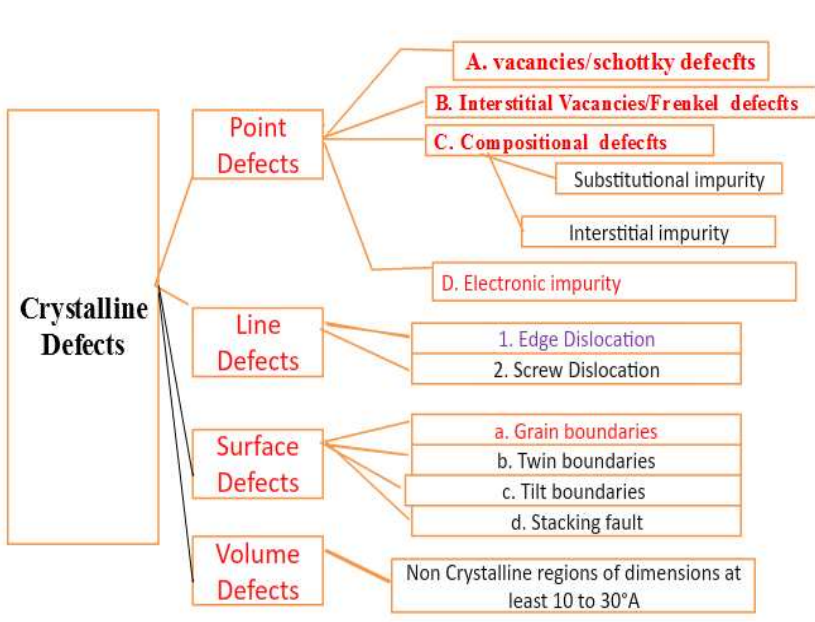 Crystalline
Defects
Point
Defects
A. vacancies/schottky defecfts
B. Interstitial Vacancies/Frenkel defecfts
C. Compositional defecfts
Substitutional impurity
Interstitial impurity
D. Electronic impurity
Line
Defects
1. Edge Dislocation
2. Screw Dislocation
Surface
Defects
a. Grain boundaries
b. Twin boundaries
c. Tilt boundaries
d. Stacking fault
Volume
Defects
Non Crystalline regions of dimensions at
least 10 to 30°A